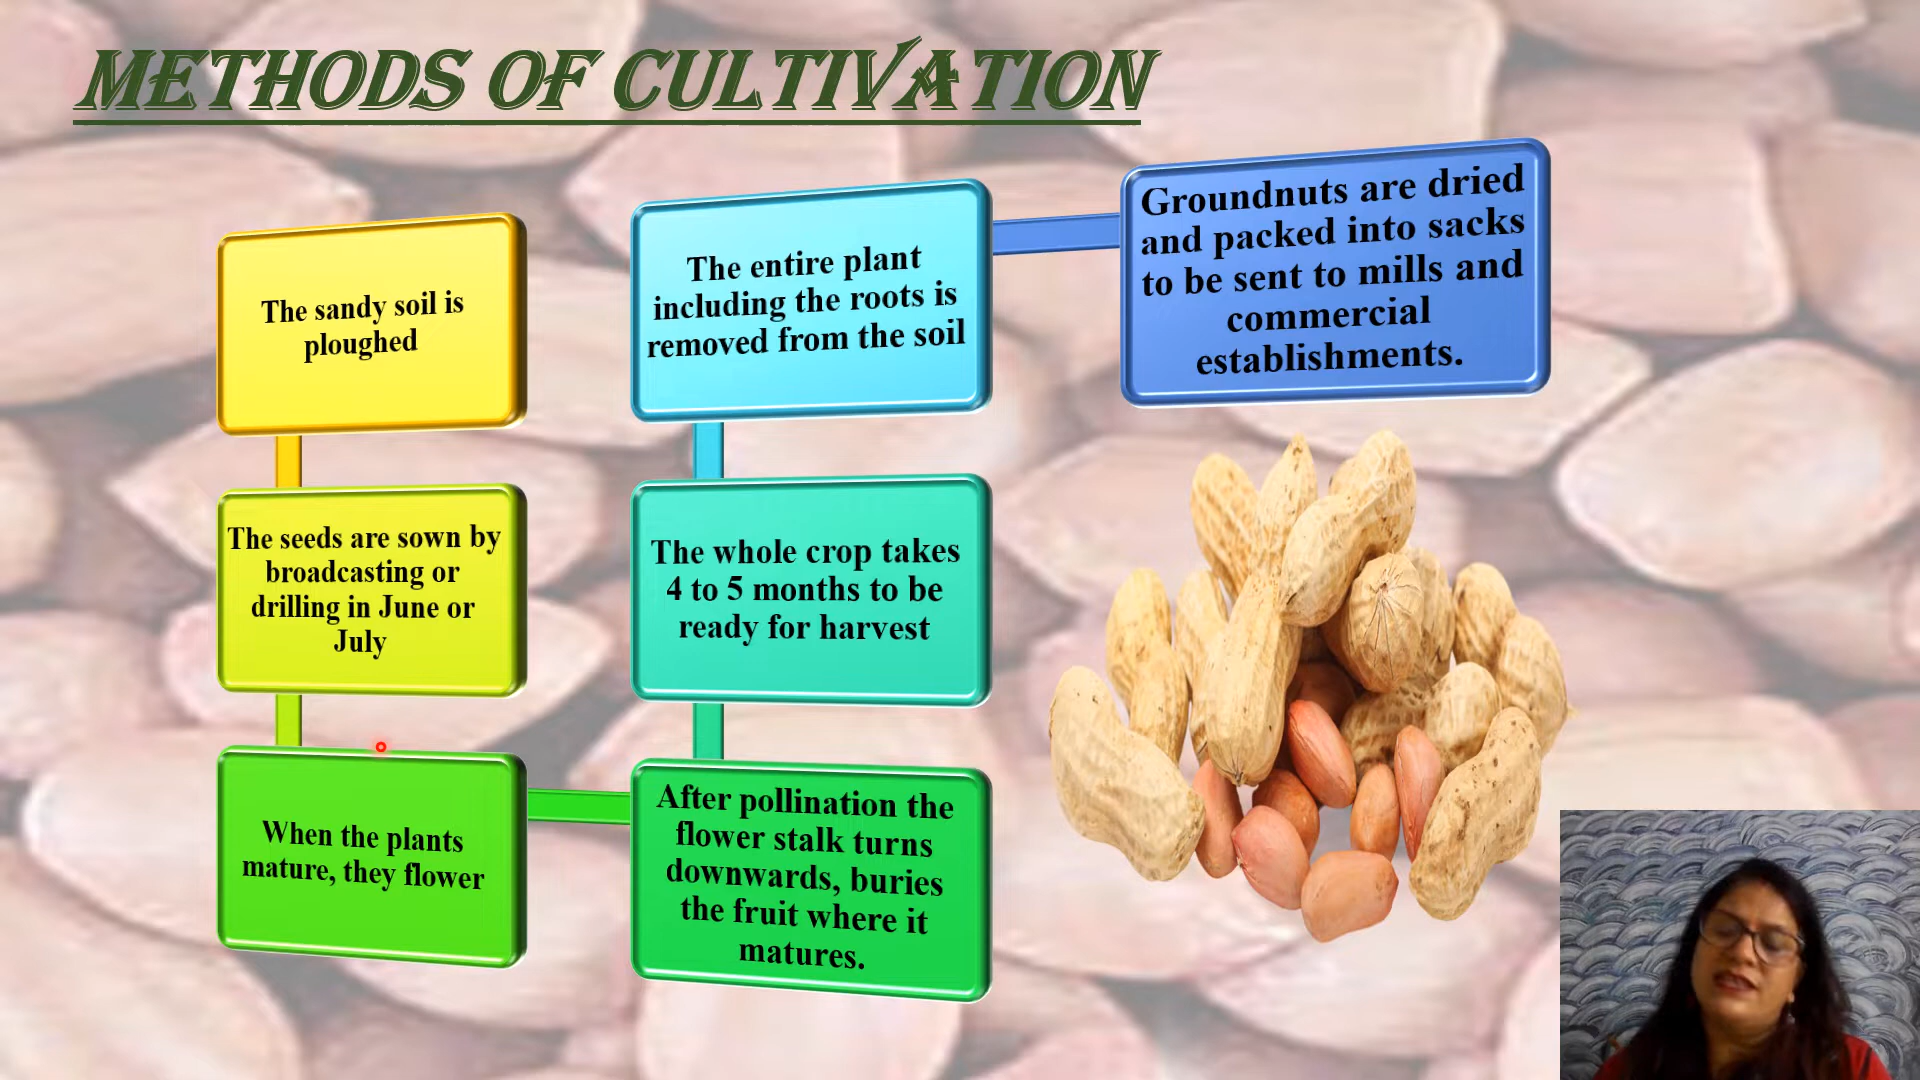 METHODS OF CULTIVATION
The sandy soil is
ploughed
The seeds are sown by
broadcasting or
drilling in June or
July
When the plants
mature, they flower
After pollination the
flower stalk turns
downwards, buries
the fruit where it
matures.
The whole crop takes
4 to 5 months to be
ready for harvest
The entire plant
including the roots is
removed from the soil
Groundnuts are dried
and packed into sacks
to be sent to mills and
commercial
establishments.